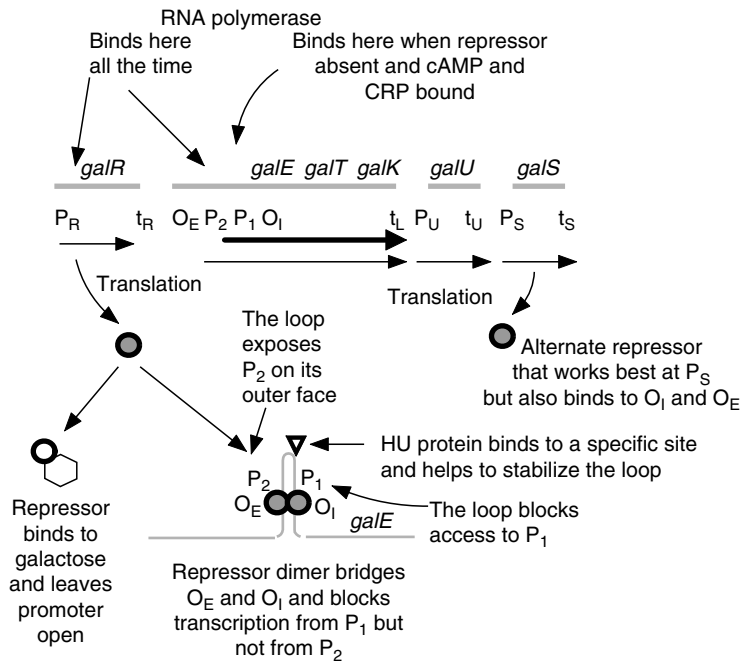 RNA polymerase
Binds here
all the time
Binds here when repressor
absent and cAMP and
CRP bound
galR
galE galT galK
galU
galS
P_R t_R O_E P_2 P_1 O_I t_L P_U t_U P_S t_S
Translation
Translation
The loop
exposes
P_2 on its
outer face
Alternate repressor
that works best at P_S
but also binds to O_I and O_E
HU protein binds to a specific site
and helps to stabilize the loop
P_2 P_1
O_E O_I
galE
The loop blocks
access to P_1
Repressor
binds to
galactose
and leaves
promoter
open
Repressor dimer bridges
O_E and O_I and blocks
transcription from P_1 but
not from P_2